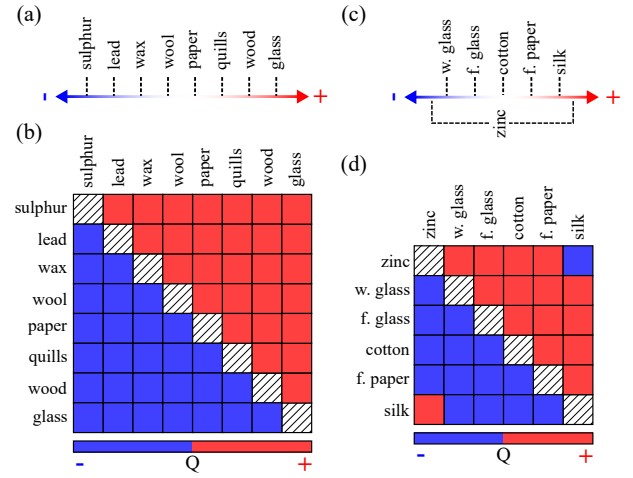 (a)
sulphur lead wax wool paper quills wood glass
- +
(b)
sulphur lead wax wool paper quills wood glass
sulphur
lead
wax
wool
paper
quills
wood
glass
- Q +
(c)
w. glass f. glass cotton f. paper silk
- +
zinc
(d)
zinc w. glass f. glass cotton f. paper silk
zinc
w. glass
f. glass
cotton
f. paper
silk
- Q +